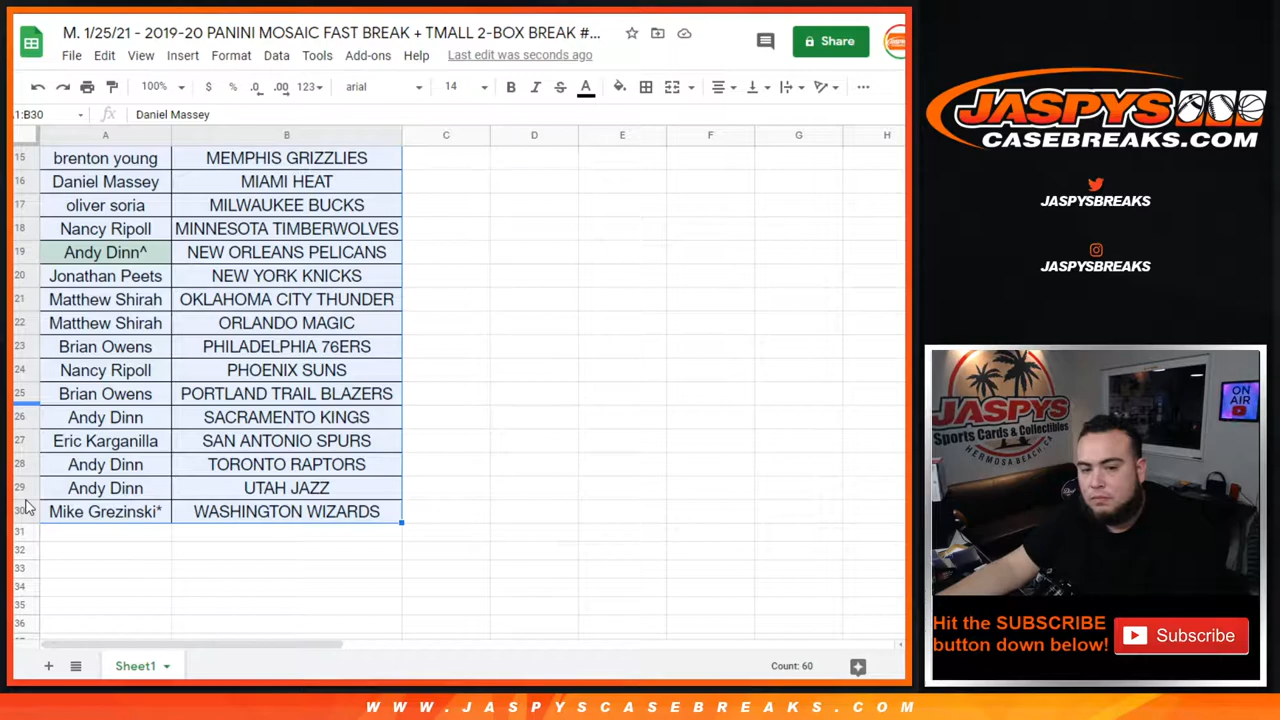 M. 1/25/21 - 2019-20 PANINI MOSAIC FAST BREAK + TMALL 2-BOX BREAK #...
File Edit View Insert Format Data Tools Add-ons Help Last edit was seconds ago
Share
100% $ % .0 .00 123 arial 14 B I S A
1:B30 fx Daniel Massey
A B C D E F G H
15 brenton young MEMPHIS GRIZZLIES
16 Daniel Massey MIAMI HEAT
17 oliver soria MILWAUKEE BUCKS
18 Nancy Ripoll MINNESOTA TIMBERWOLVES
19 Andy Dinn^ NEW ORLEANS PELICANS
20 Jonathan Peets NEW YORK KNICKS
21 Matthew Shirah OKLAHOMA CITY THUNDER
22 Matthew Shirah ORLANDO MAGIC
23 Brian Owens PHILADELPHIA 76ERS
24 Nancy Ripoll PHOENIX SUNS
25 Brian Owens PORTLAND TRAIL BLAZERS
26 Andy Dinn SACRAMENTO KINGS
27 Eric Karganilla SAN ANTONIO SPURS
28 Andy Dinn TORONTO RAPTORS
29 Andy Dinn UTAH JAZZ
30 Mike Grezinski* WASHINGTON WIZARDS
31
32
33
34
35
36
Sheet1 Count: 60
JASPYS
CASEBREAKS.COM
JASPYSBREAKS
JASPYSBREAKS
JASPYS
Sports Cards & Collectibles
HERMOSA BEACH, CA
ON
AIR
Hit the SUBSCRIBE
button down below!
Subscribe
WWW.JASPYSCASEBREAKS.COM